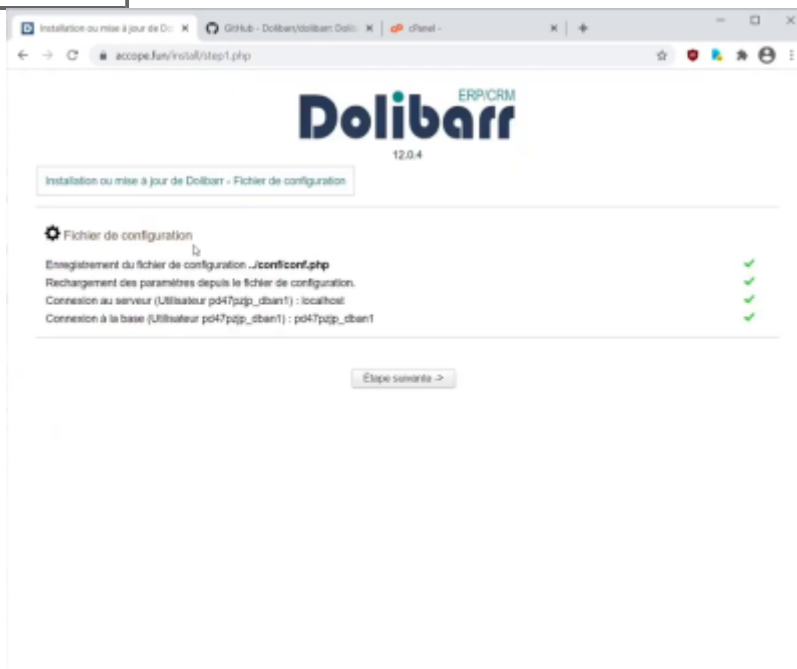 Installation ou mise à jour de Do
GitHub - Dolibarr/dolibarr: Dolib
cPanel -
accope.fun/install/step1.php
Dolibarr
ERP/CRM
12.0.4
Installation ou mise à jour de Dolibarr - Fichier de configuration
Fichier de configuration
Enregistrement du fichier de configuration ../conf/conf.php
Rechargement des paramètres depuis le fichier de configuration.
Connexion au serveur (Utilisateur pd47pzjp_dban1) : localhost
Connexion à la base (Utilisateur pd47pzjp_dban1) : pd47pzjp_dban1
Étape suivante ->